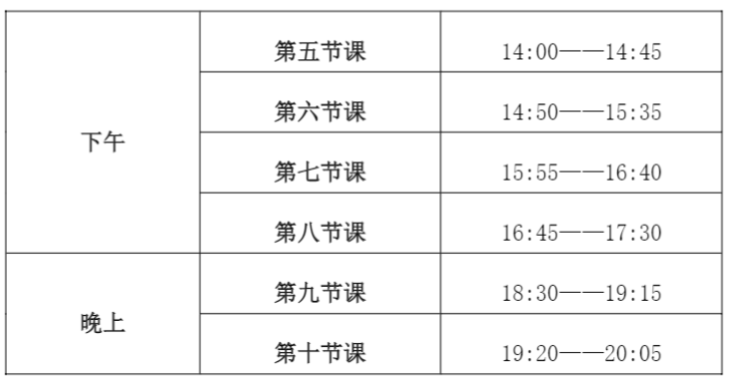 第五节课 14:00——14:45
第六节课 14:50——15:35
下午
第七节课 15:55——16:40
第八节课 16:45——17:30
第九节课 18:30——19:15
晚上
第十节课 19:20——20:05